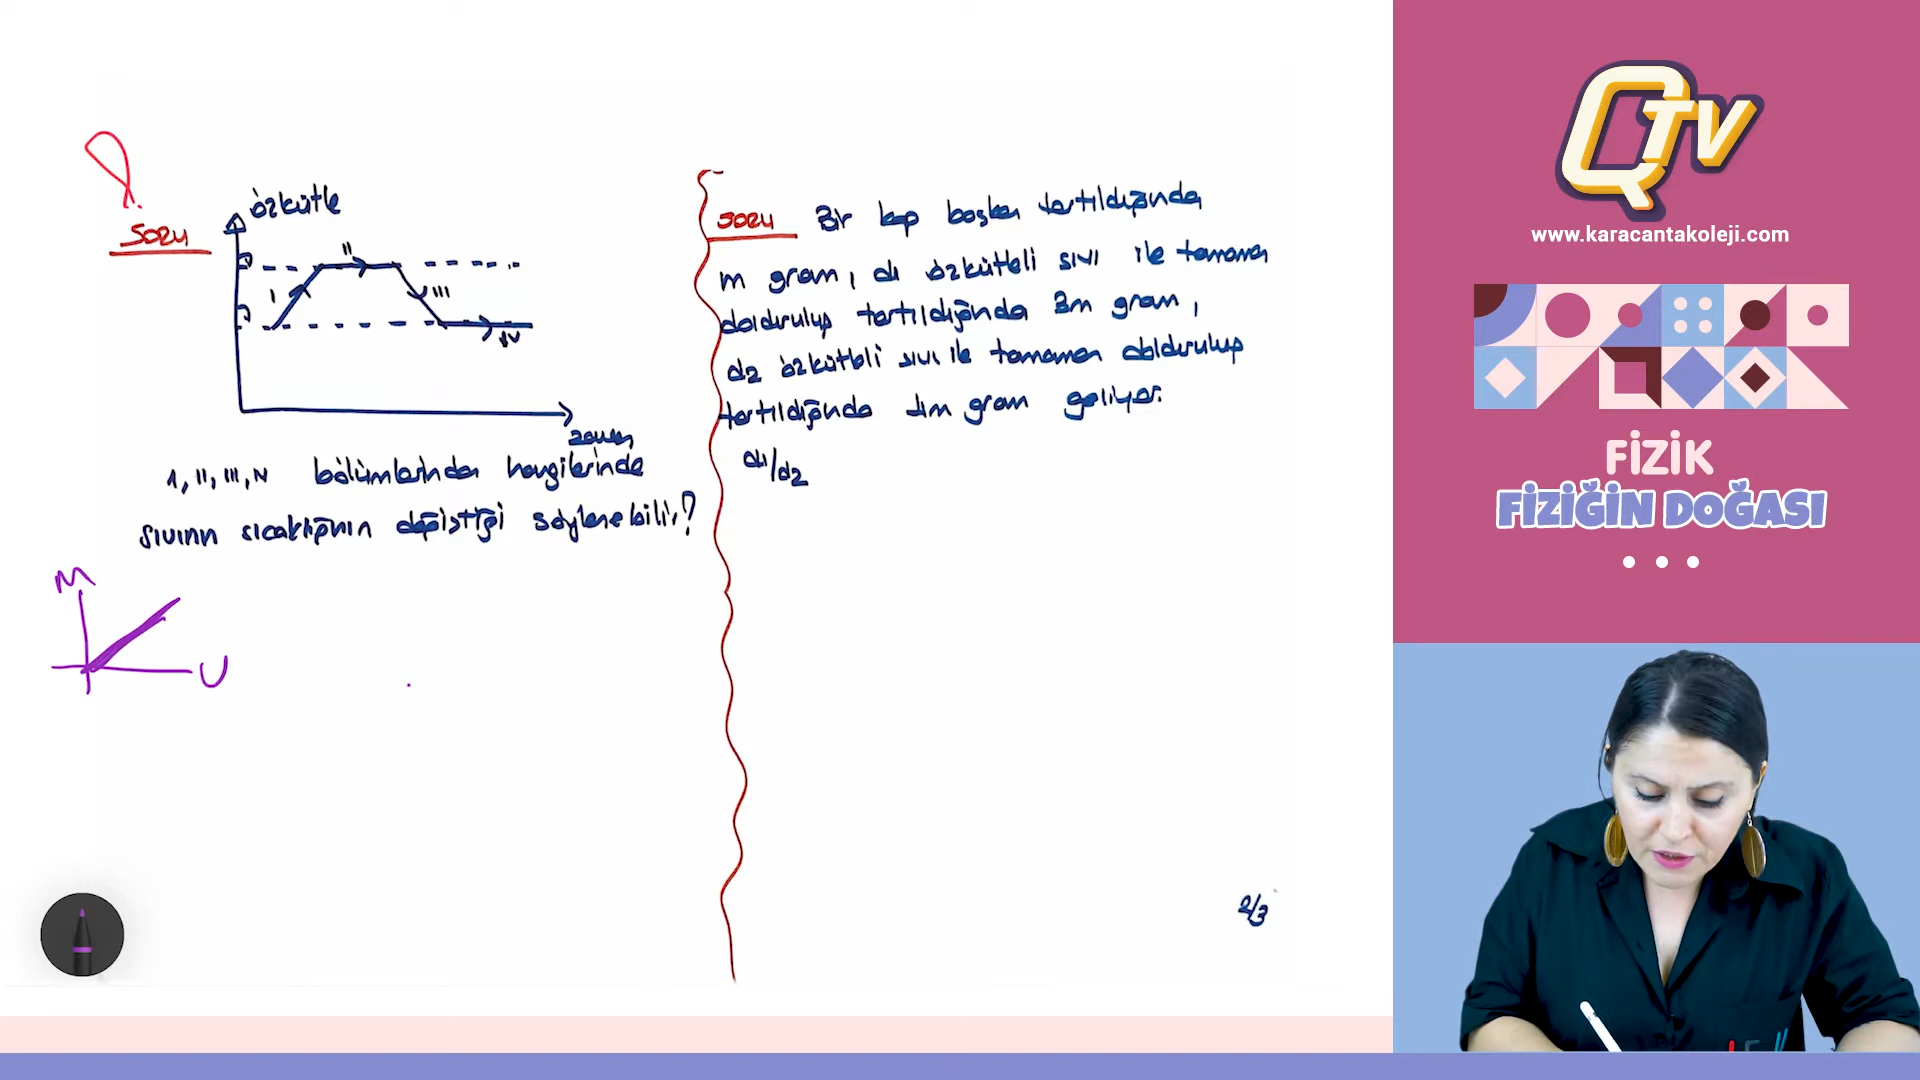 Soru
özkütle
I
II
III
IV
zaman
I, II, III, IV bölümlerinden hangilerinde
sıvının sıcaklığının değiştiği söylenebilir?
M
V
soru Bir kap boşken tartıldığında
m gram, d1 özkütleli sıvı ile tamamen
doldurulup tartıldığında 3m gram,
d2 özkütleli sıvı ile tamamen doldurulup
tartıldığında 4m gram geliyor.
d1/d2
2/3
QTV
www.karacantakoleji.com
FİZİK
FİZİĞİN DOĞASI